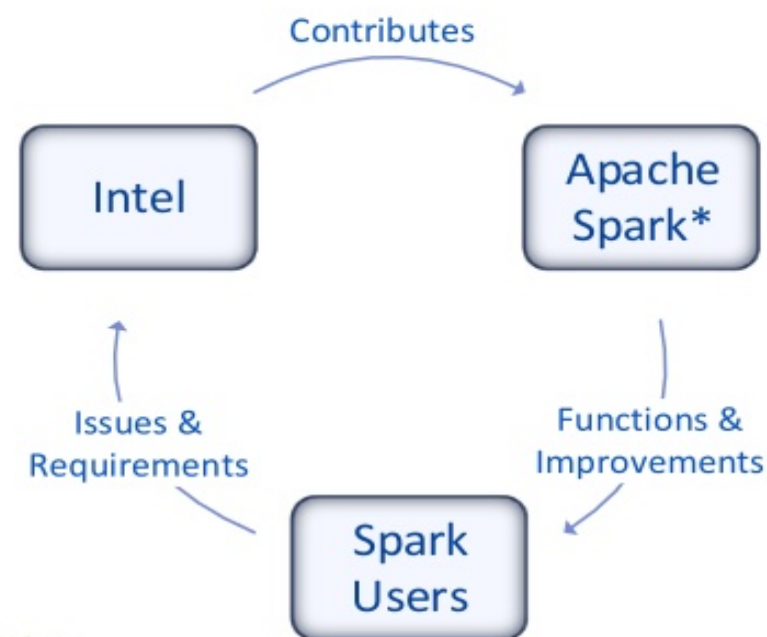 Contributes
Intel
Apache
Spark*
Issues &
Requirements
Functions &
Improvements
Spark
Users